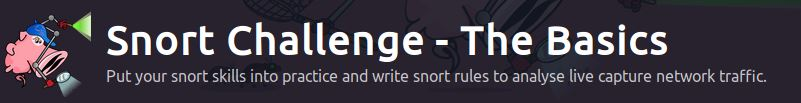 Snort Challenge - The Basics
Put your snort skills into practice and write snort rules to analyse live capture network traffic.